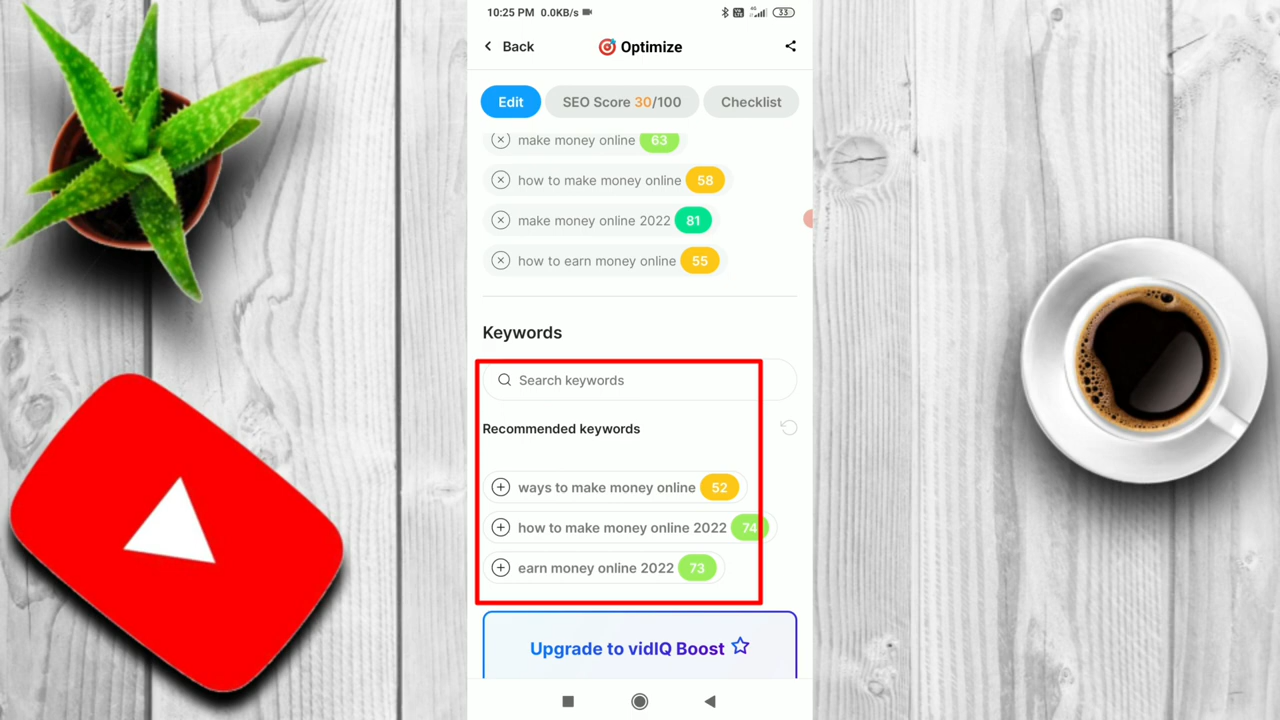 10:25 PM 0.0KB/s 4G 33
Back
Optimize
Edit
SEO Score 30/100
Checklist
make money online 63
how to make money online 58
make money online 2022 81
how to earn money online 55
Keywords
Search keywords
Recommended keywords
ways to make money online 52
how to make money online 2022 74
earn money online 2022 73
Upgrade to vidIQ Boost